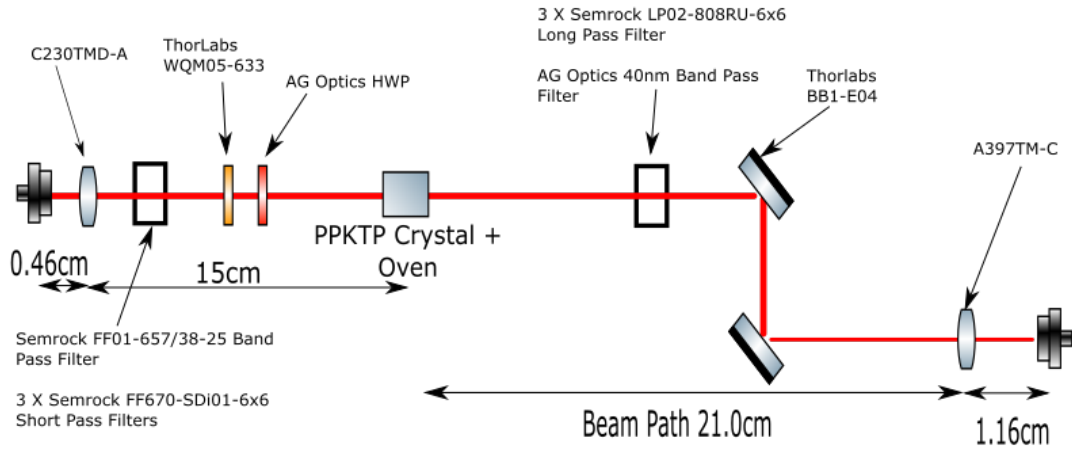 3 X Semrock LP02-808RU-6x6
Long Pass Filter
AG Optics 40nm Band Pass
Filter
C230TMD-A
ThorLabs
WQM05-633
AG Optics HWP
Thorlabs
BB1-E04
A397TM-C
PPKTP Crystal +
Oven
0.46cm
15cm
Semrock FF01-657/38-25 Band
Pass Filter
3 X Semrock FF670-SDi01-6x6
Short Pass Filters
Beam Path 21.0cm
1.16cm